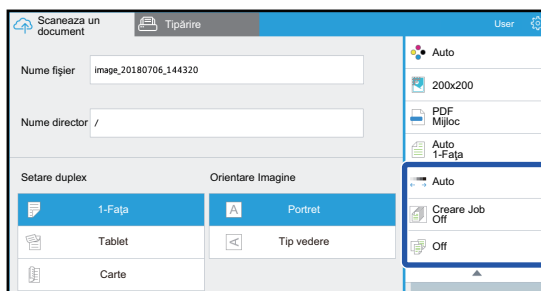 Scaneaza un
document
Tipărire
User
Nume fişier
image_20180706_144320
Nume director
/
Setare duplex
Orientare Imagine
1-Faţa
Tablet
Carte
A
Portret
A
Tip vedere
Auto
200x200
PDF
Mijloc
Auto
1-Faţa
Auto
Creare Job
Off
Off